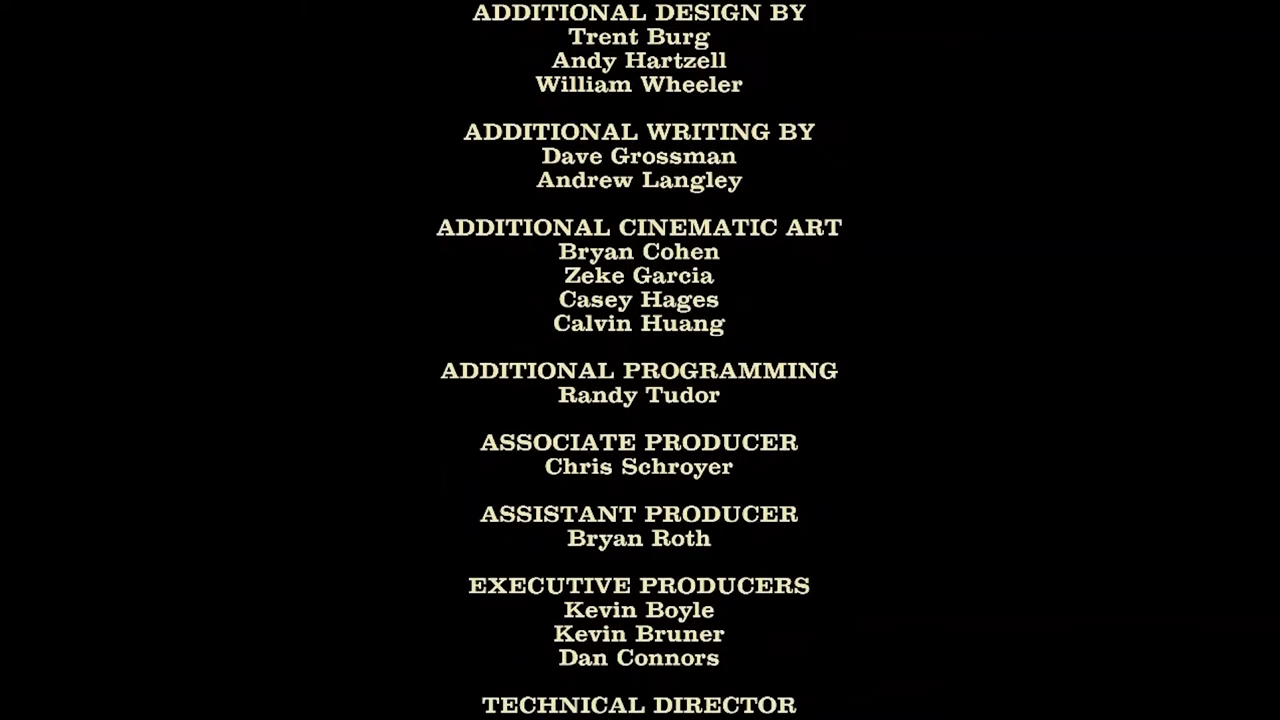 ADDITIONAL DESIGN BY
Trent Burg
Andy Hartzell
William Wheeler
ADDITIONAL WRITING BY
Dave Grossman
Andrew Langley
ADDITIONAL CINEMATIC ART
Bryan Cohen
Zeke Garcia
Casey Hages
Calvin Huang
ADDITIONAL PROGRAMMING
Randy Tudor
ASSOCIATE PRODUCER
Chris Schroyer
ASSISTANT PRODUCER
Bryan Roth
EXECUTIVE PRODUCERS
Kevin Boyle
Kevin Bruner
Dan Connors
TECHNICAL DIRECTOR